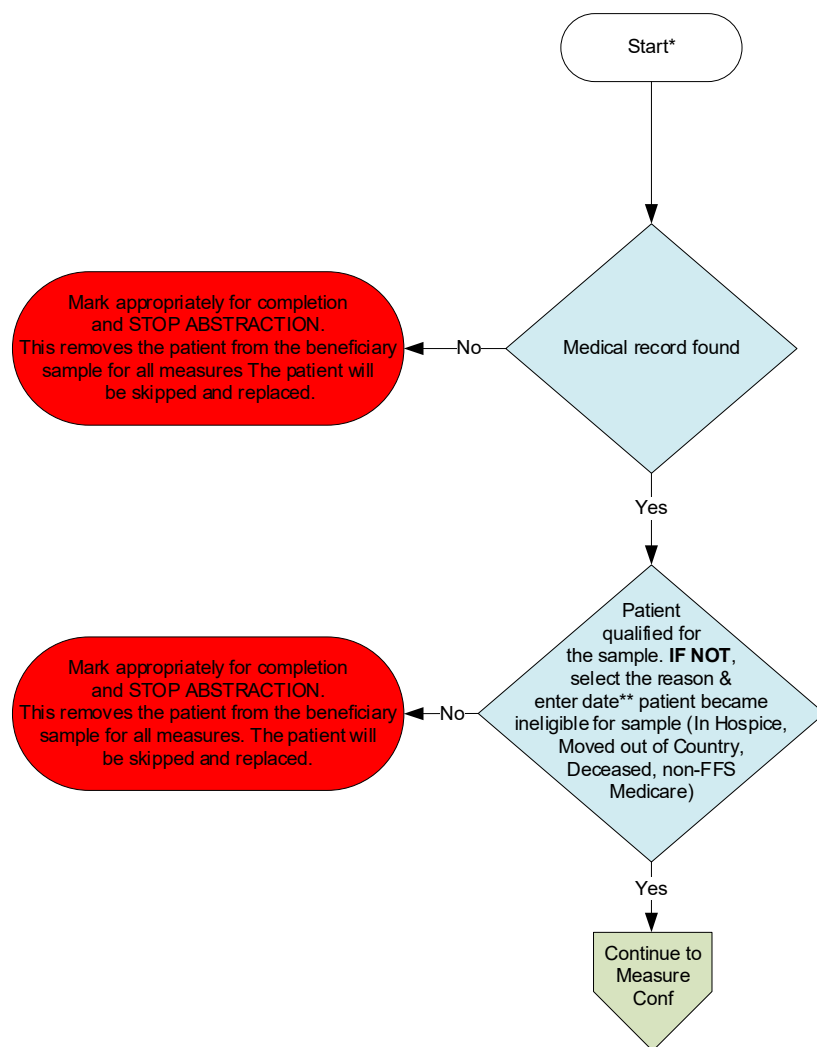 Start*
Medical record found
No
Mark appropriately for completion
and STOP ABSTRACTION.
This removes the patient from the beneficiary
sample for all measures The patient will
be skipped and replaced.
Yes
Patient
qualified for
the sample. IF NOT,
select the reason &
enter date** patient became
ineligible for sample (In Hospice,
Moved out of Country,
Deceased, non-FFS
Medicare)
No
Mark appropriately for completion
and STOP ABSTRACTION.
This removes the patient from the beneficiary
sample for all measures. The patient will
be skipped and replaced.
Yes
Continue to
Measure
Conf